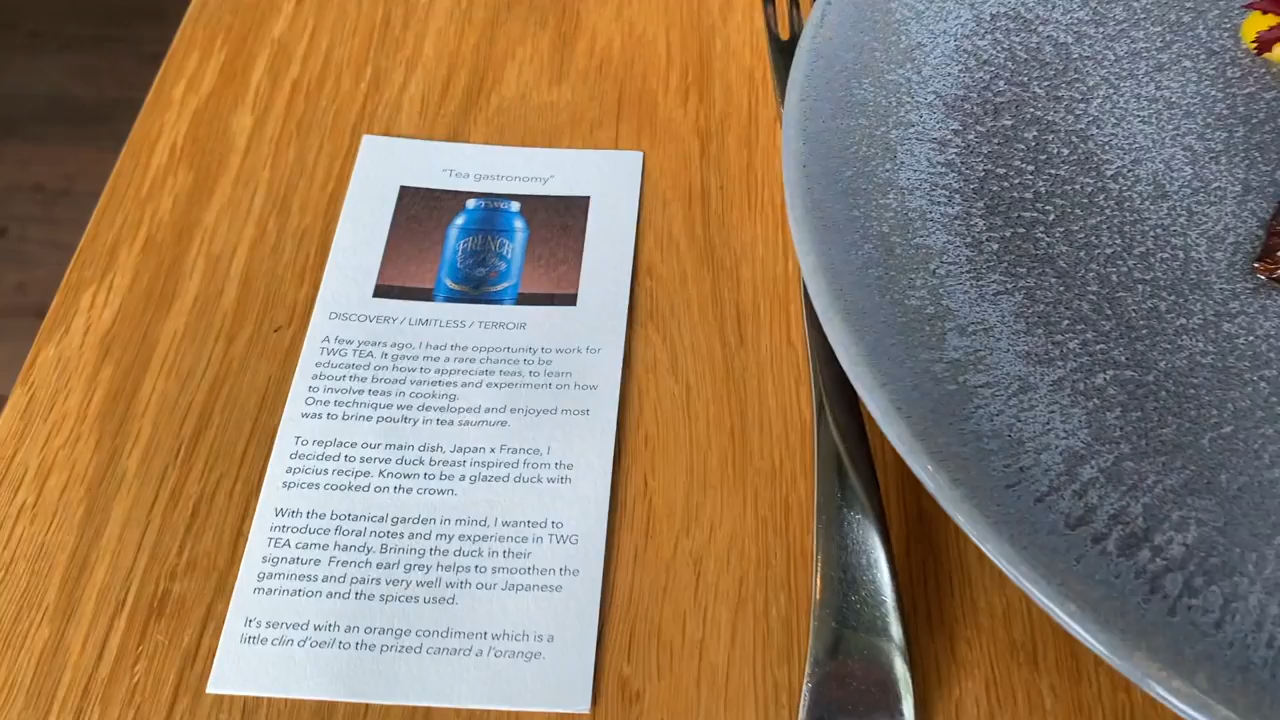 "Tea gastronomy"
TWG
FRENCH
Earl Grey
DISCOVERY / LIMITLESS / TERROIR
A few years ago, I had the opportunity to work for
TWG TEA. It gave me a rare chance to be
educated on how to appreciate teas, to learn
about the broad varieties and experiment on how
to involve teas in cooking.
One technique we developed and enjoyed most
was to brine poultry in tea saumure.
To replace our main dish, Japan x France, I
decided to serve duck breast inspired from the
apicius recipe. Known to be a glazed duck with
spices cooked on the crown.
With the botanical garden in mind, I wanted to
introduce floral notes and my experience in TWG
TEA came handy. Brining the duck in their
signature French earl grey helps to smoothen the
gaminess and pairs very well with our Japanese
marination and the spices used.
It's served with an orange condiment which is a
little clin d'oeil to the prized canard a l'orange.